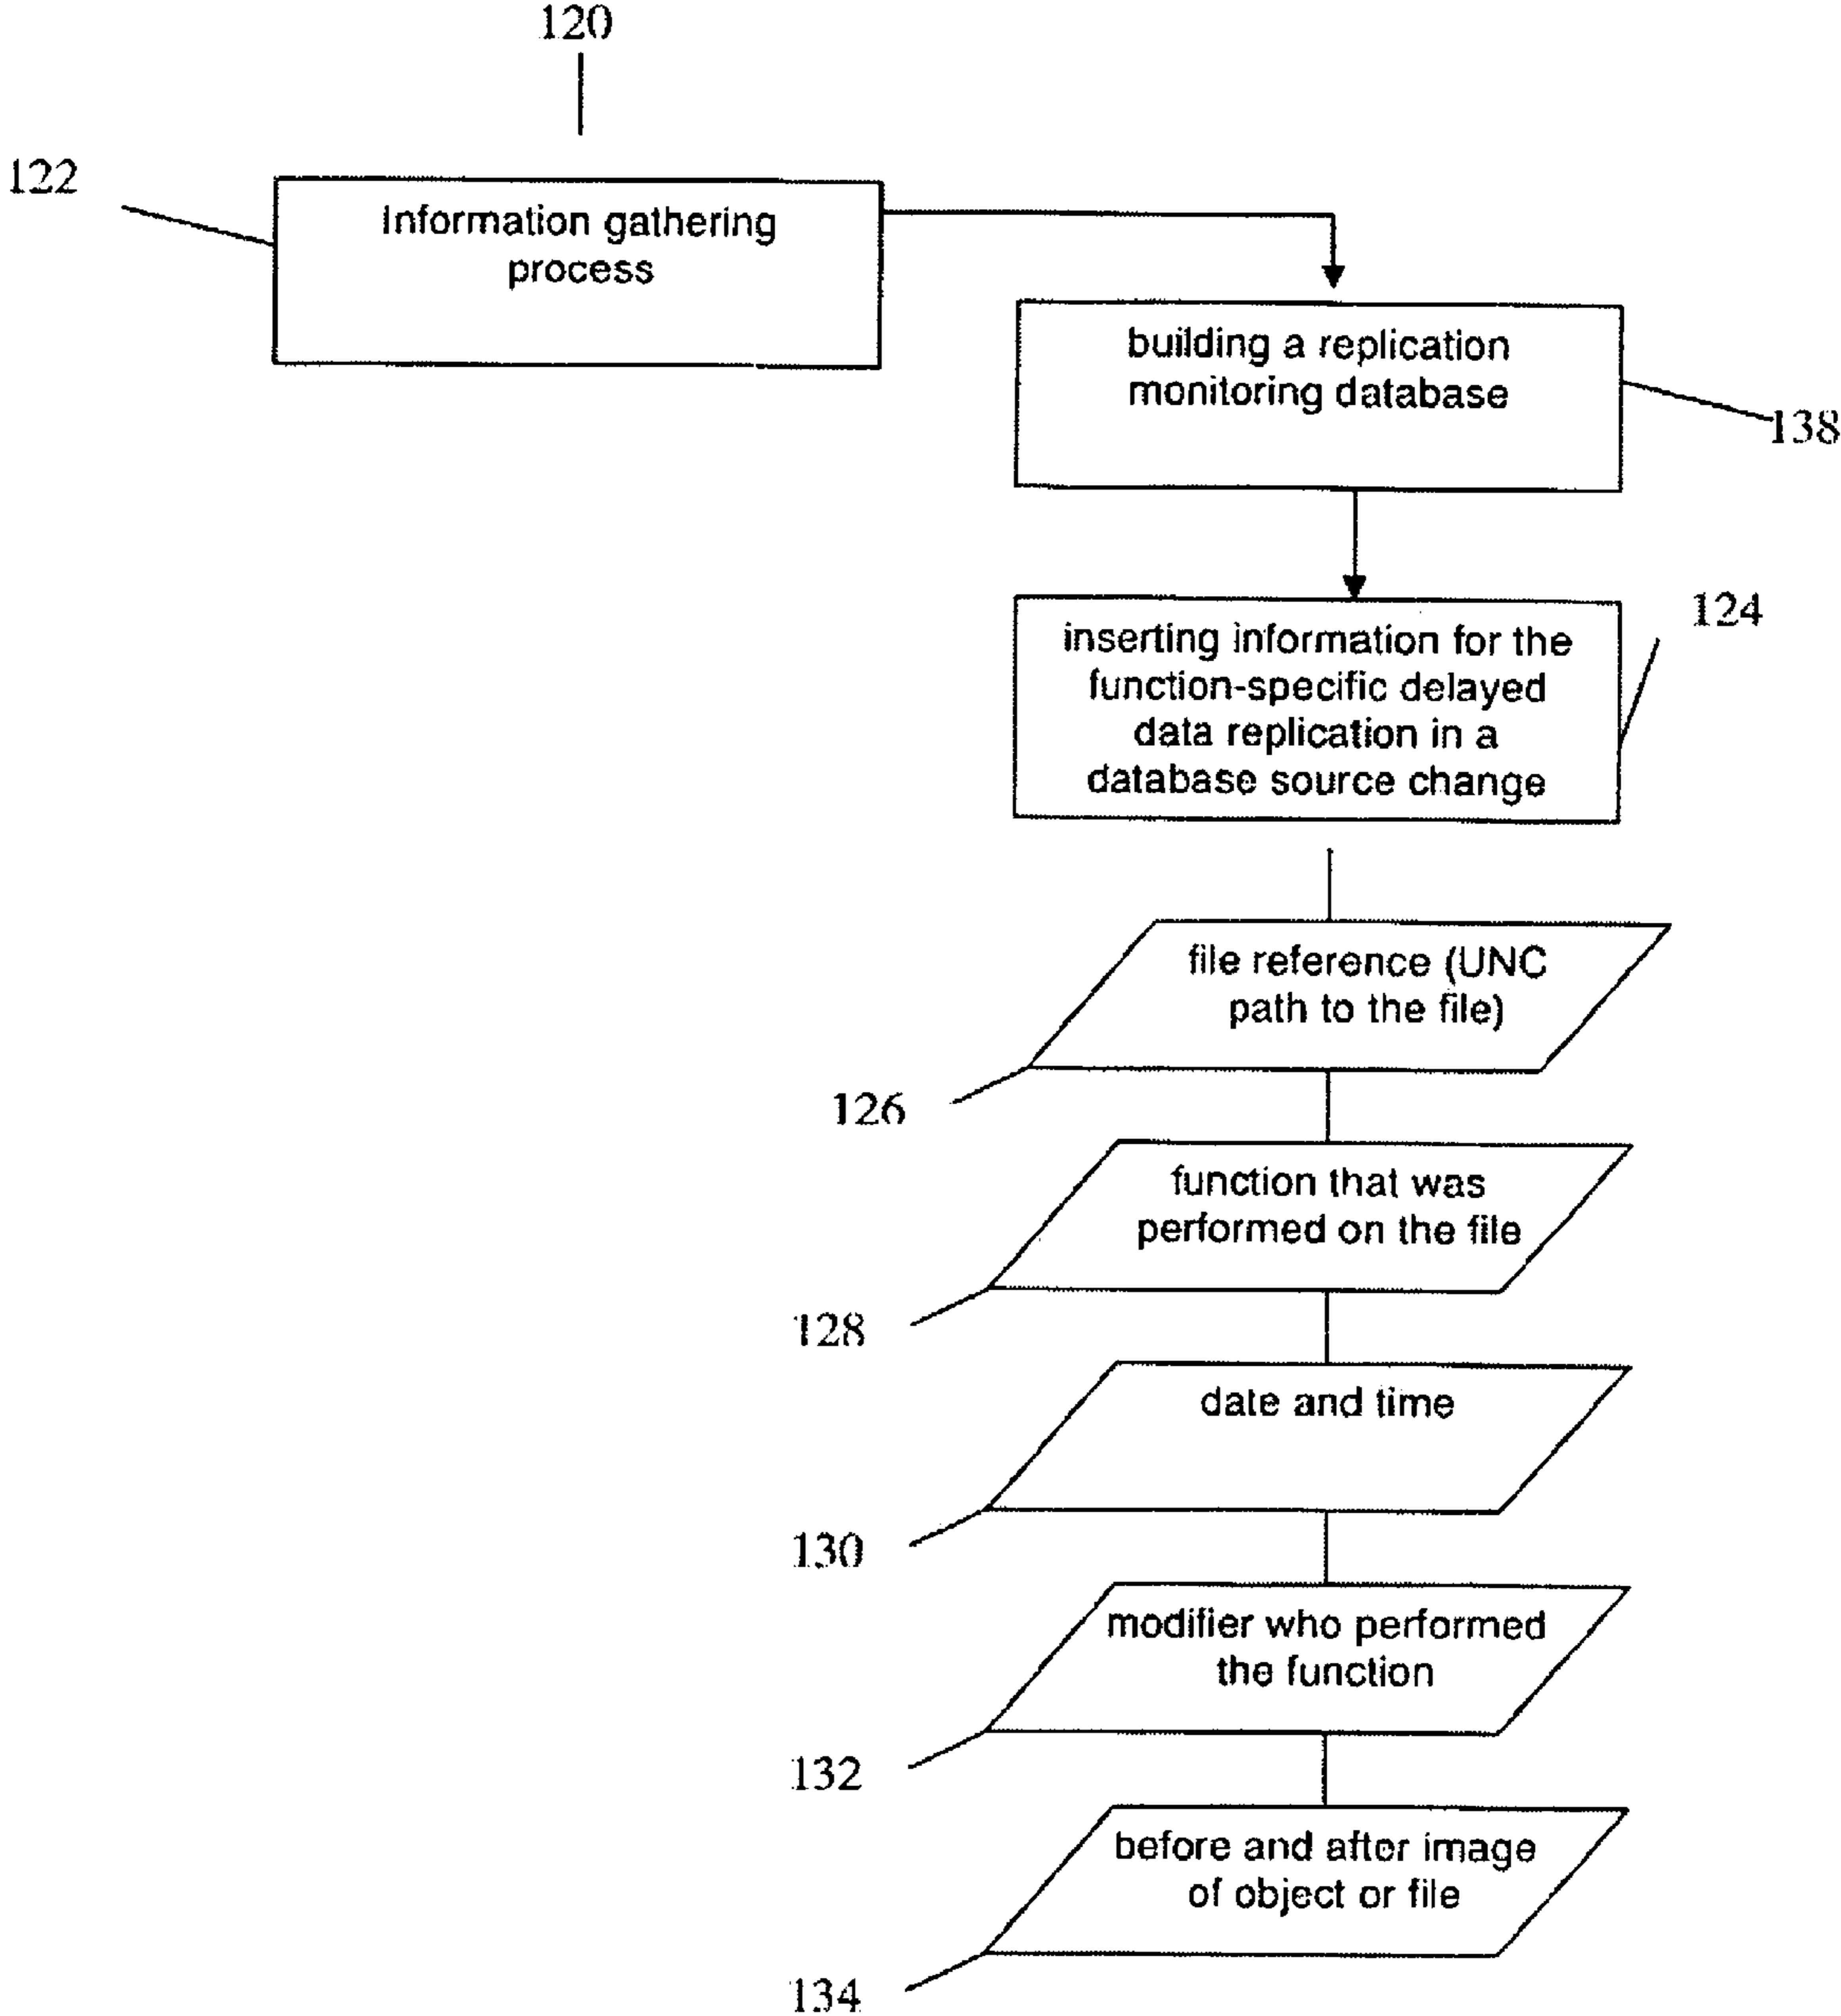 120
122
Information gathering
process
building a replication
monitoring database
138
124
inserting information for the
function-specific delayed
data replication in a
database source change
file reference (UNC
path to the file)
126
function that was
performed on the file
128
date and time
130
modifier who performed
the function
132
before and after image
of object or file
134